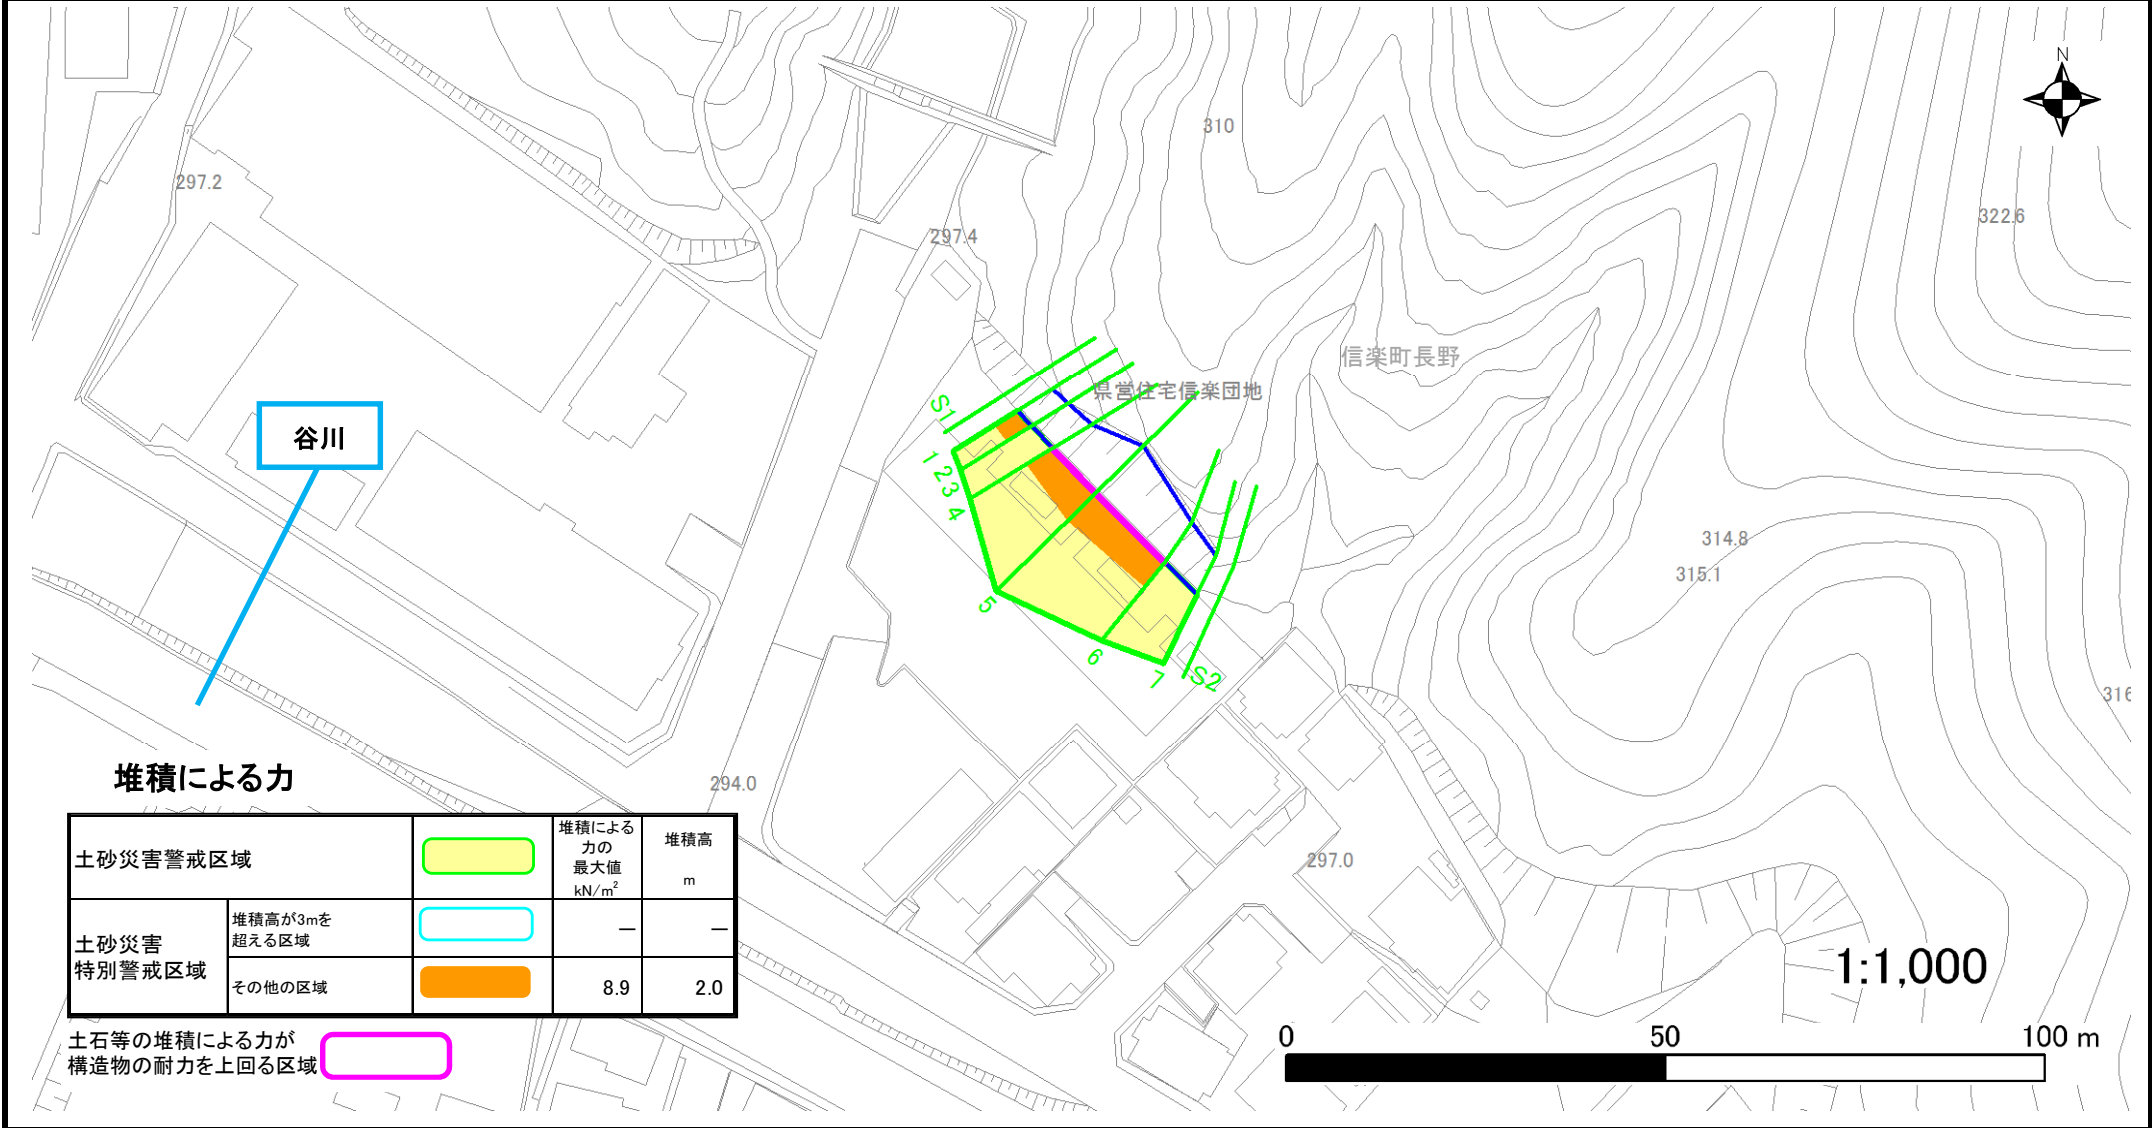 N
310
297.2
322.6
297.4
信楽町長野
県営住宅信楽団地
S1
谷川
1
2
3
4
5
6
7
S2
314.8
315.1
316
294.0
297.0
堆積による力
土砂災害警戒区域
堆積による
力の
最大値
kN/m²
堆積高
m
土砂災害
特別警戒区域
堆積高が3mを
超える区域
―
―
その他の区域
8.9
2.0
土石等の堆積による力が
構造物の耐力を上回る区域
1:1,000
0 50 100 m